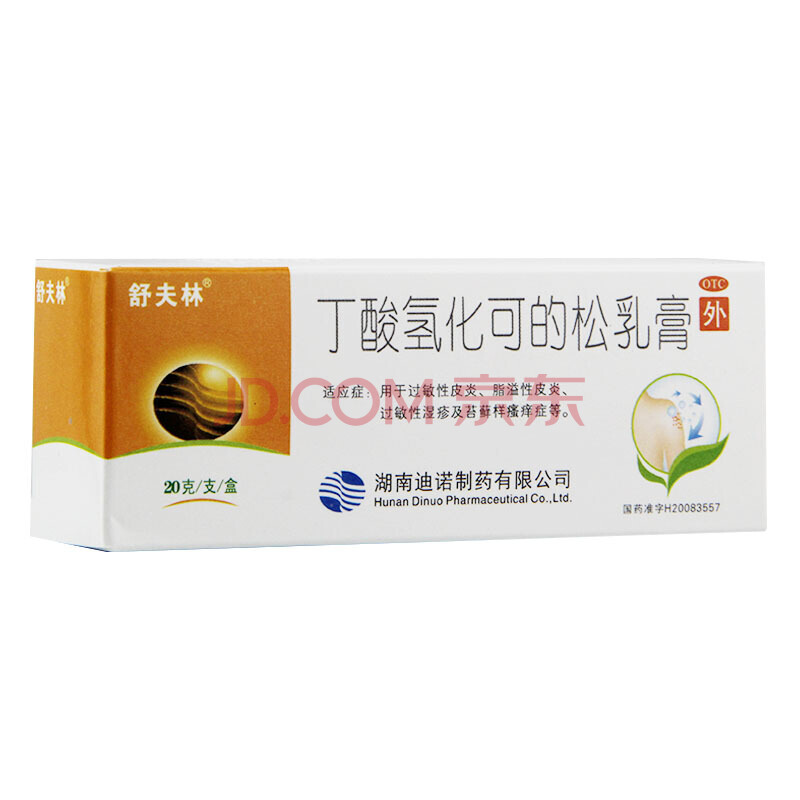 舒夫林®
舒夫林®
20克/支/盒
丁酸氢化可的松乳膏
OTC
外
适应症：用于过敏性皮炎、脂溢性皮炎、
过敏性湿疹及苔藓样瘙痒症等。
JD.COM 京东
湖南迪诺制药有限公司
Hunan Dinuo Pharmaceutical Co.,Ltd.
国药准字H20083557